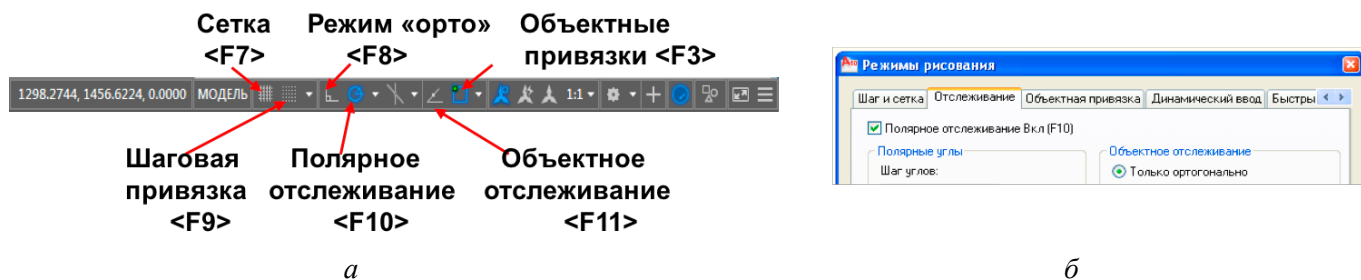 Сетка Режим «орто» Объектные
<F7> <F8> привязки <F3>
1298.2744, 1456.6224, 0.0000 МОДЕЛЬ 1:1
Шаговая Полярное Объектное
привязка отслеживание отслеживание
<F9> <F10> <F11>
а
Режимы рисования
Шаг и сетка Отслеживание Объектная привязка Динамический ввод Быстры
Полярное отслеживание Вкл (F10)
Полярные углы Объектное отслеживание
Шаг углов: Только ортогонально
б